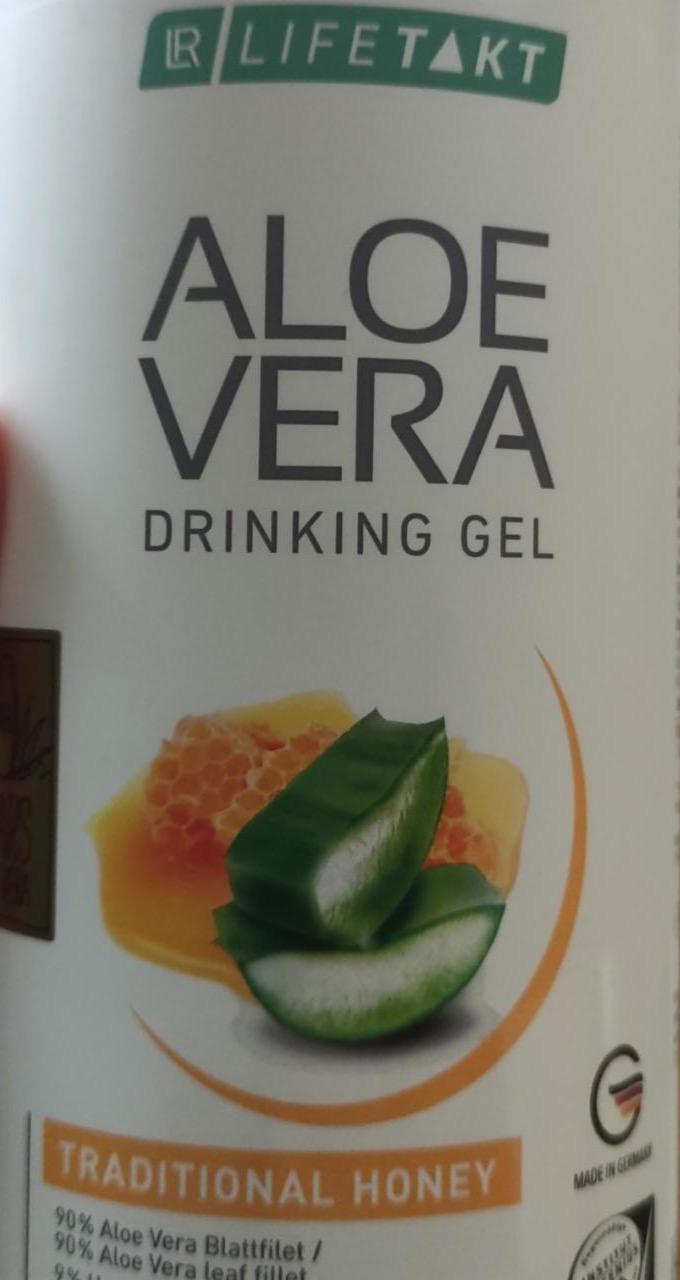 LR LIFETAKT
ALOE
VERA
DRINKING GEL
MADE IN GERMANY
TRADITIONAL HONEY
90% Aloe Vera Blattfilet /
90% Aloe Vera leaf fillet
9%